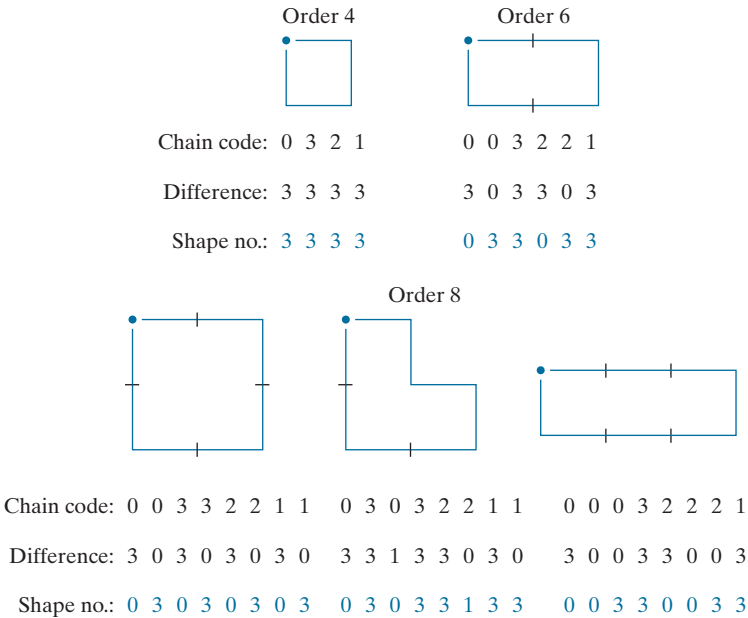 Order 4 Order 6
Chain code: 0 3 2 1 0 0 3 2 2 1
Difference: 3 3 3 3 3 0 3 3 0 3
Shape no.: 3 3 3 3 0 3 3 0 3 3
Order 8
Chain code: 0 0 3 3 2 2 1 1 0 3 0 3 2 2 1 1 0 0 0 3 2 2 2 1
Difference: 3 0 3 0 3 0 3 0 3 3 1 3 3 0 3 0 3 0 0 3 3 0 0 3
Shape no.: 0 3 0 3 0 3 0 3 0 3 0 3 3 1 3 3 0 0 3 3 0 0 3 3